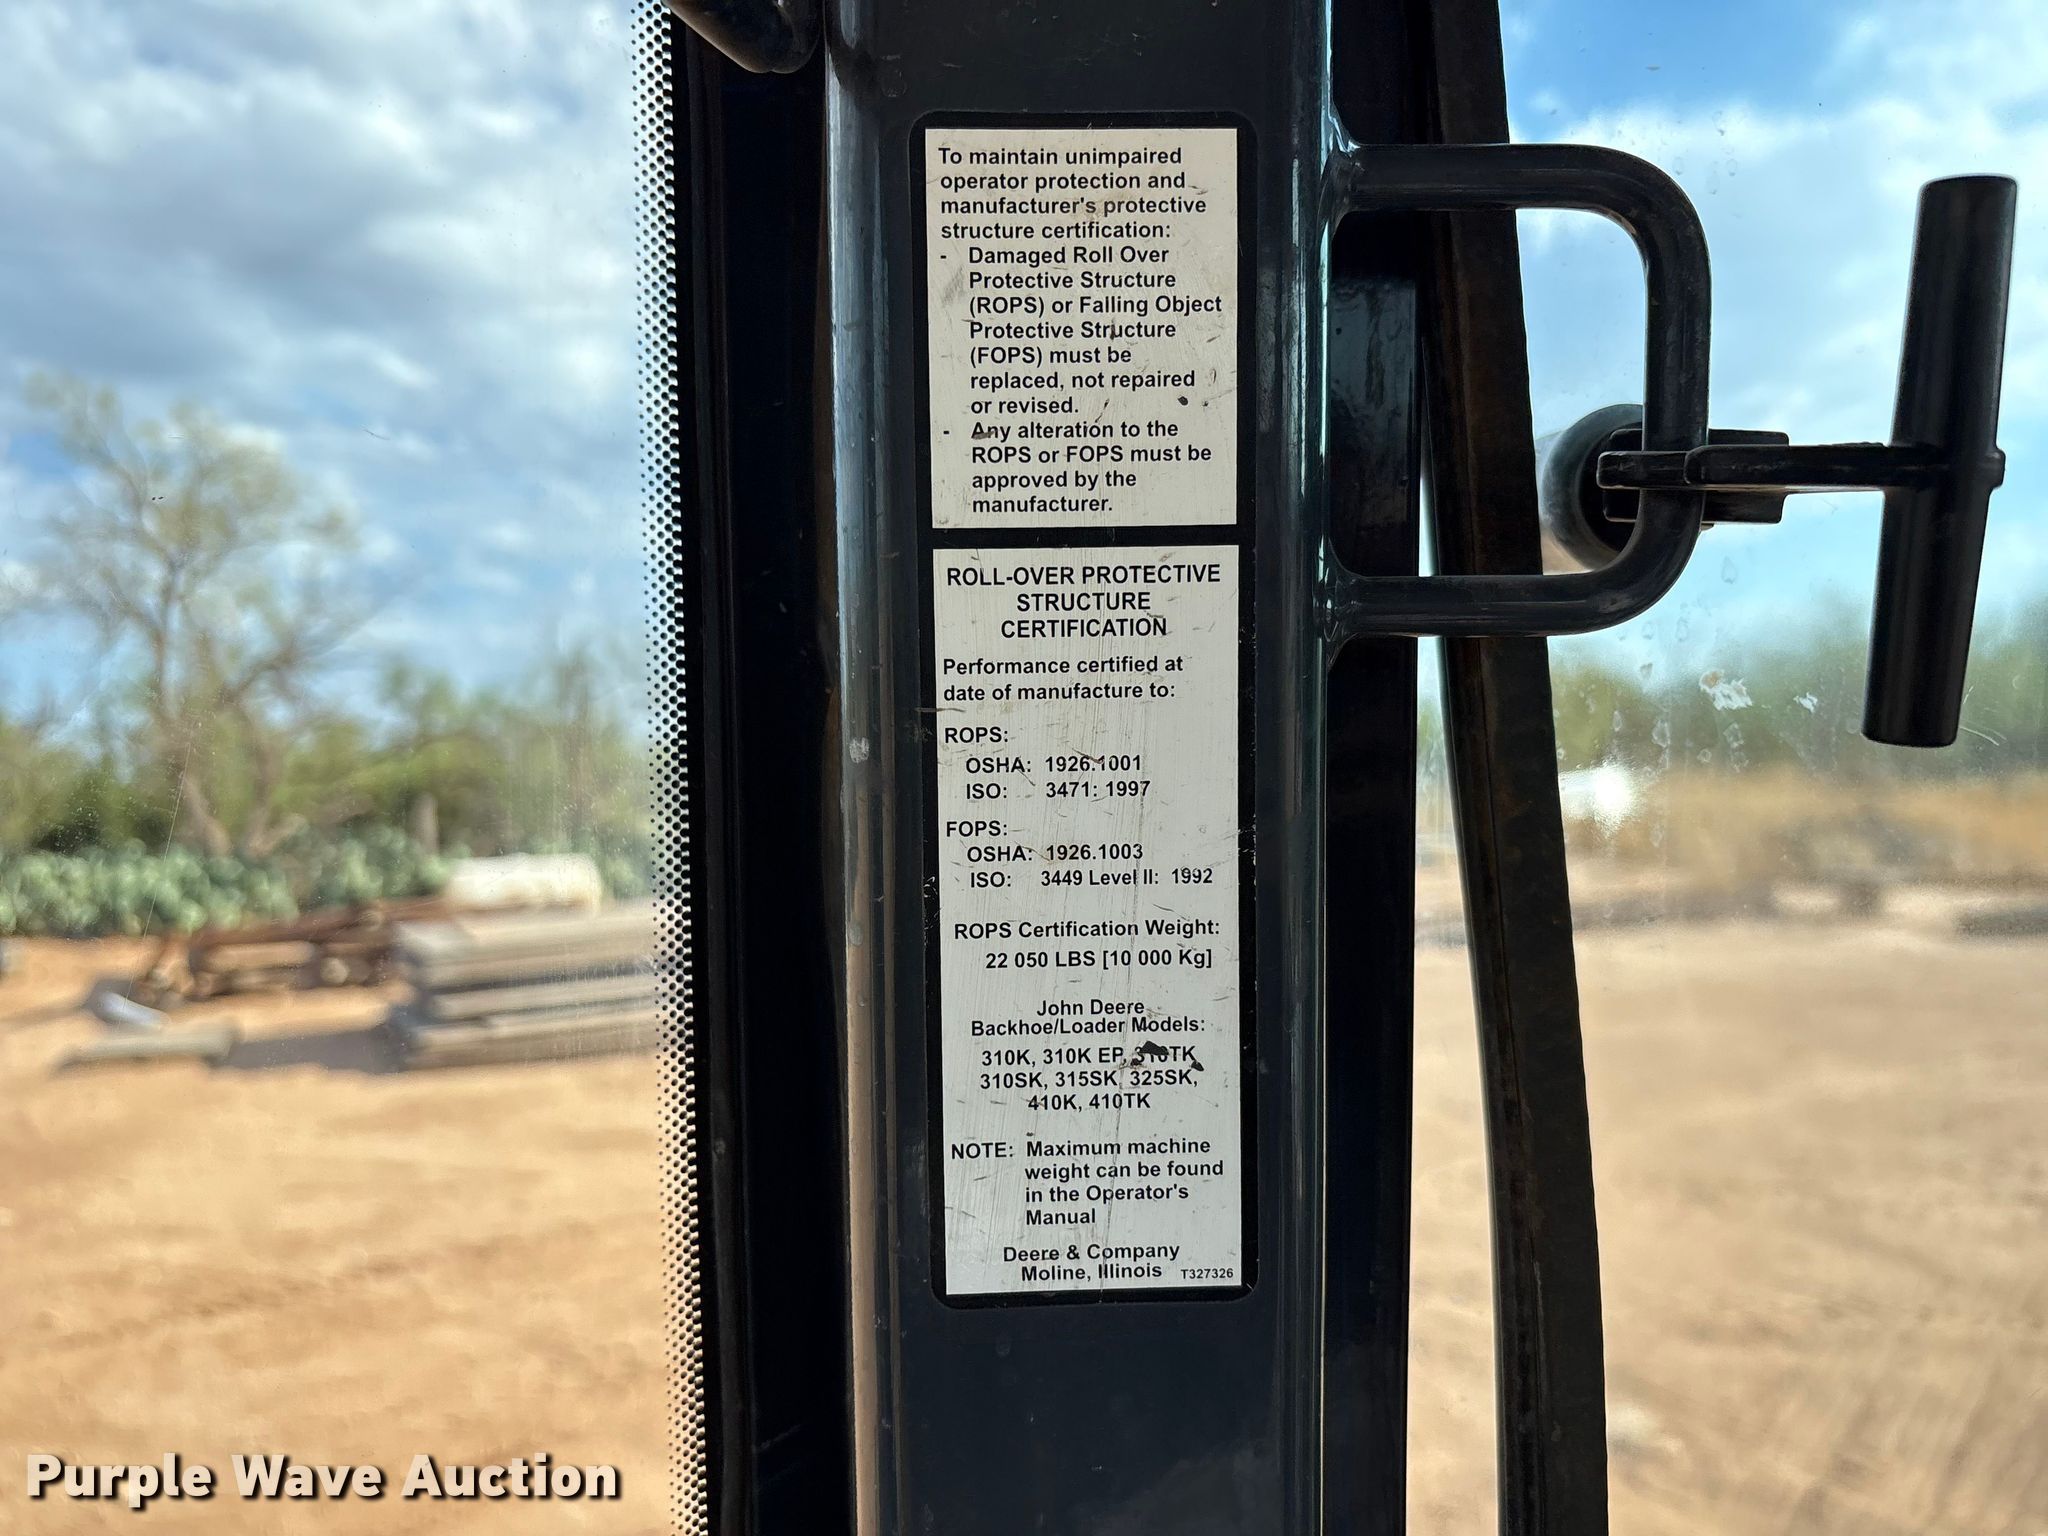 To maintain unimpaired
operator protection and
manufacturer's protective
structure certification:
- Damaged Roll Over
Protective Structure
(ROPS) or Falling Object
Protective Structure
(FOPS) must be
replaced, not repaired
or revised.
- Any alteration to the
ROPS or FOPS must be
approved by the
manufacturer.
ROLL-OVER PROTECTIVE
STRUCTURE
CERTIFICATION
Performance certified at
date of manufacture to:
ROPS:
OSHA: 1926.1001
ISO: 3471: 1997
FOPS:
OSHA: 1926.1003
ISO: 3449 Level II: 1992
ROPS Certification Weight:
22 050 LBS [10 000 Kg]
John Deere
Backhoe/Loader Models:
310K, 310K EP, 310TK
310SK, 315SK, 325SK,
410K, 410TK
NOTE: Maximum machine
weight can be found
in the Operator's
Manual
Deere & Company
Moline, Illinois T327326
Purple Wave Auction